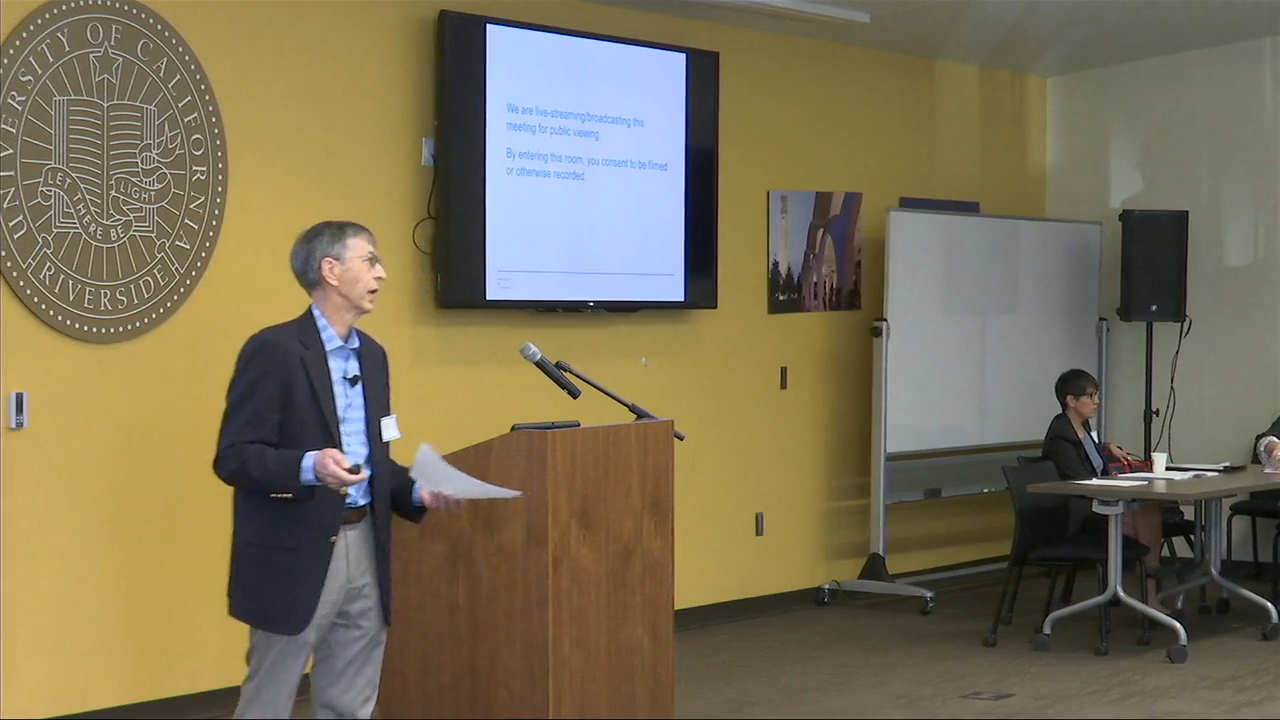 UNIVERSITY OF CALIFORNIA
LET THERE BE LIGHT
RIVERSIDE
We are live-streaming/broadcasting this
meeting for public viewing.
By entering this room, you consent to be filmed
or otherwise recorded.